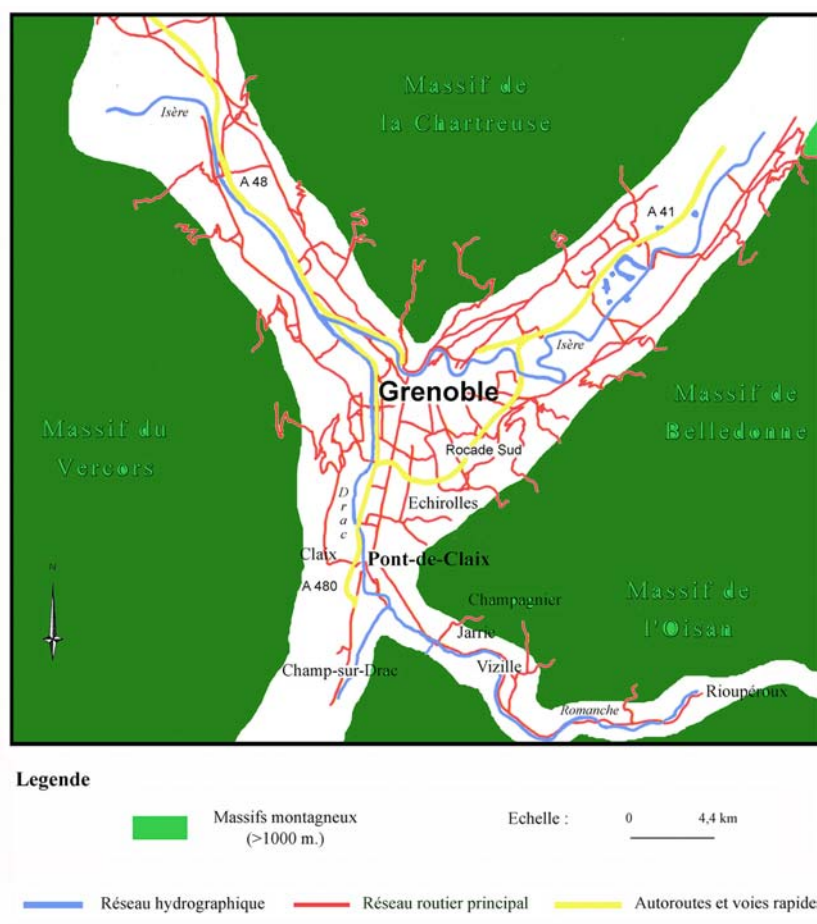 Massif de
la Chartreuse
Isère
A 48
A 41
Isère
Grenoble
Massif du
Vercors
Massif de
Belledonne
Rocade Sud
Drac
Echirolles
Claix
Pont-de-Claix
A 480
N
Champagnier
Massif de
l'Oisan
Jarrie
Champ-sur-Drac
Vizille
Romanche
Rioupéroux
Legende
Massifs montagneux
(>1000 m.)
Echelle :
0
4,4 km
Réseau hydrographique
Réseau routier principal
Autoroutes et voies rapides